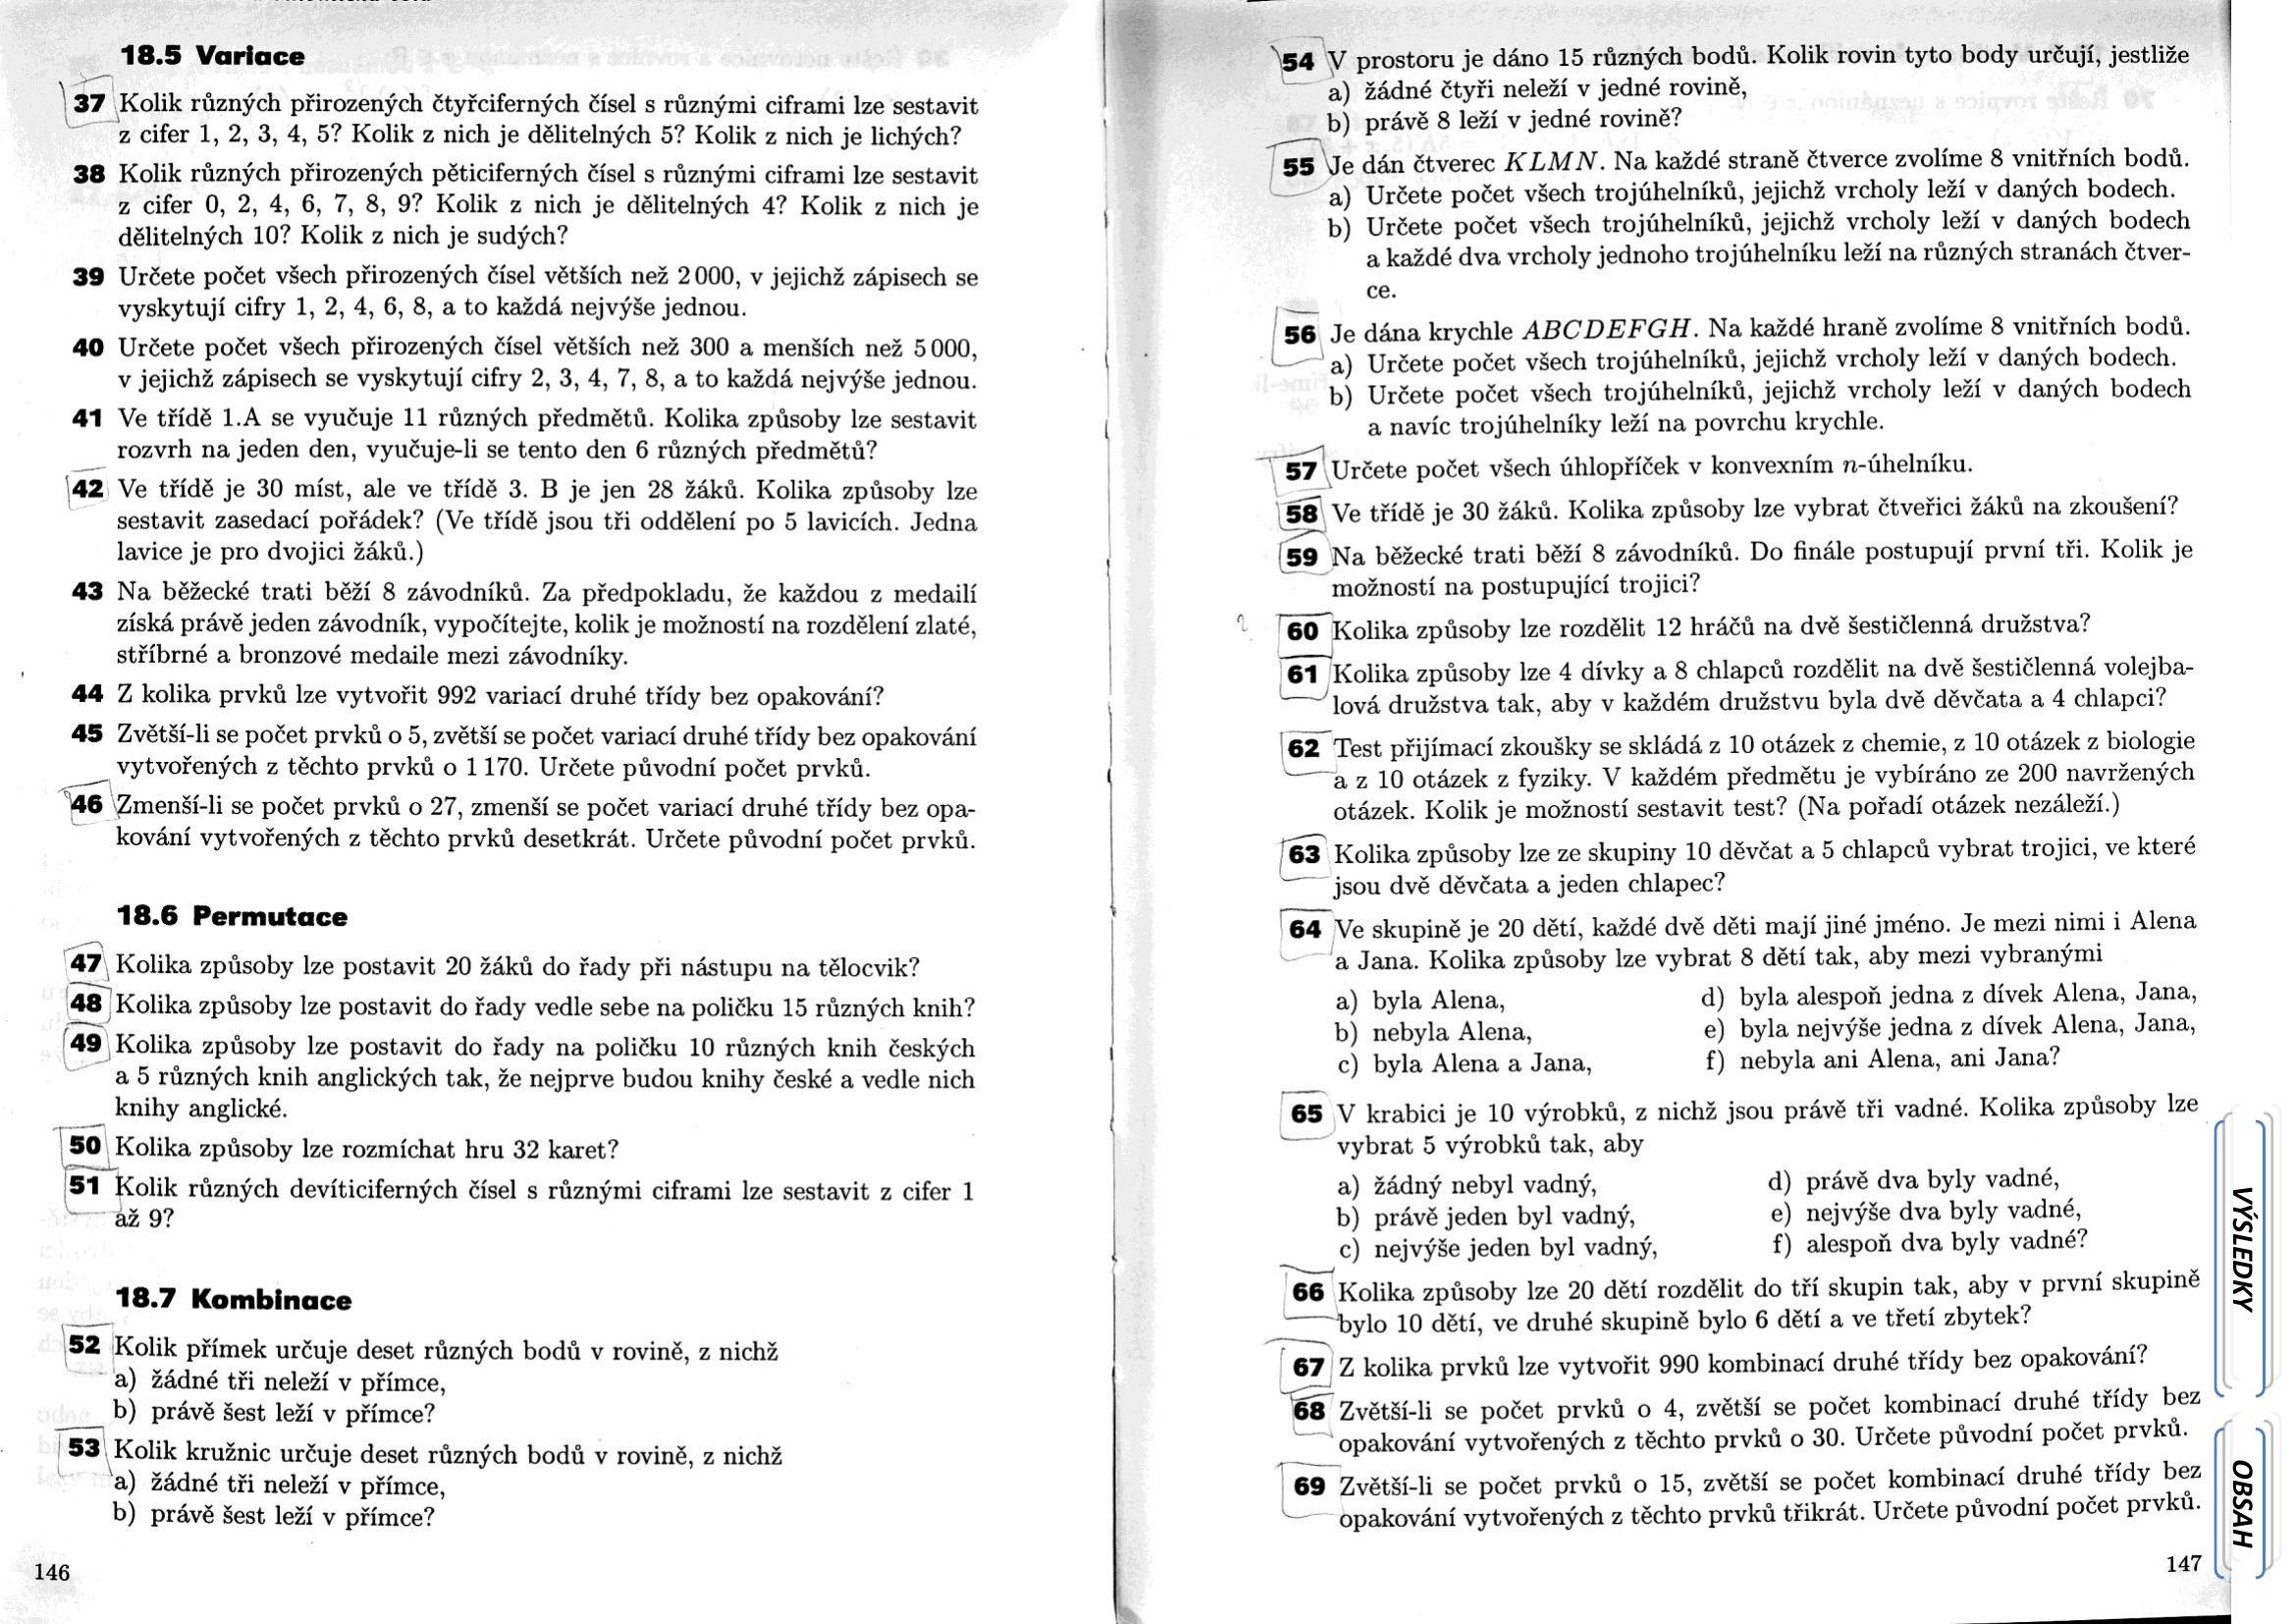 18.5 Variace
37 Kolik různých přirozených čtyřciferných čísel s různými ciframi lze sestavit
z cifer 1, 2, 3, 4, 5? Kolik z nich je dělitelných 5? Kolik z nich je lichých?
38 Kolik různých přirozených pěticiferných čísel s různými ciframi lze sestavit
z cifer 0, 2, 4, 6, 7, 8, 9? Kolik z nich je dělitelných 4? Kolik z nich je
dělitelných 10? Kolik z nich je sudých?
39 Určete počet všech přirozených čísel větších než 2 000, v jejichž zápisech se
vyskytují cifry 1, 2, 4, 6, 8, a to každá nejvýše jednou.
40 Určete počet všech přirozených čísel větších než 300 a menších než 5 000,
v jejichž zápisech se vyskytují cifry 2, 3, 4, 7, 8, a to každá nejvýše jednou.
41 Ve třídě 1.A se vyučuje 11 různých předmětů. Kolika způsoby lze sestavit
rozvrh na jeden den, vyučuje-li se tento den 6 různých předmětů?
42 Ve třídě je 30 míst, ale ve třídě 3. B je jen 28 žáků. Kolika způsoby lze
sestavit zasedací pořádek? (Ve třídě jsou tři oddělení po 5 lavicích. Jedna
lavice je pro dvojici žáků.)
43 Na běžecké trati běží 8 závodníků. Za předpokladu, že každou z medailí
získá právě jeden závodník, vypočítejte, kolik je možností na rozdělení zlaté,
stříbrné a bronzové medaile mezi závodníky.
44 Z kolika prvků lze vytvořit 992 variací druhé třídy bez opakování?
45 Zvětší-li se počet prvků o 5, zvětší se počet variací druhé třídy bez opakování
vytvořených z těchto prvků o 1 170. Určete původní počet prvků.
46 Zmenší-li se počet prvků o 27, zmenší se počet variací druhé třídy bez opa-
kování vytvořených z těchto prvků desetkrát. Určete původní počet prvků.
18.6 Permutace
47 Kolika způsoby lze postavit 20 žáků do řady při nástupu na tělocvik?
48 Kolika způsoby lze postavit do řady vedle sebe na poličku 15 různých knih?
49 Kolika způsoby lze postavit do řady na poličku 10 různých knih českých
a 5 různých knih anglických tak, že nejprve budou knihy české a vedle nich
knihy anglické.
50 Kolika způsoby lze rozmíchat hru 32 karet?
51 Kolik různých devíticiferných čísel s různými ciframi lze sestavit z cifer 1
až 9?
18.7 Kombinace
52 Kolik přímek určuje deset různých bodů v rovině, z nichž
a) žádné tři neleží v přímce,
b) právě šest leží v přímce?
53 Kolik kružnic určuje deset různých bodů v rovině, z nichž
a) žádné tři neleží v přímce,
b) právě šest leží v přímce?
146
54 V prostoru je dáno 15 různých bodů. Kolik rovin tyto body určují, jestliže
a) žádné čtyři neleží v jedné rovině,
b) právě 8 leží v jedné rovině?
55 Je dán čtverec KLMN. Na každé straně čtverce zvolíme 8 vnitřních bodů.
a) Určete počet všech trojúhelníků, jejichž vrcholy leží v daných bodech.
b) Určete počet všech trojúhelníků, jejichž vrcholy leží v daných bodech
a každé dva vrcholy jednoho trojúhelníku leží na různých stranách čtver-
ce.
56 Je dána krychle ABCDEFGH. Na každé hraně zvolíme 8 vnitřních bodů.
a) Určete počet všech trojúhelníků, jejichž vrcholy leží v daných bodech.
b) Určete počet všech trojúhelníků, jejichž vrcholy leží v daných bodech
a navíc trojúhelníky leží na povrchu krychle.
57 Určete počet všech úhlopříček v konvexním n-úhelníku.
58 Ve třídě je 30 žáků. Kolika způsoby lze vybrat čtveřici žáků na zkoušení?
59 Na běžecké trati běží 8 závodníků. Do finále postupují první tři. Kolik je
možností na postupující trojici?
60 Kolika způsoby lze rozdělit 12 hráčů na dvě šestičlenná družstva?
61 Kolika způsoby lze 4 dívky a 8 chlapců rozdělit na dvě šestičlenná volejba-
lová družstva tak, aby v každém družstvu byla dvě děvčata a 4 chlapci?
62 Test přijímací zkoušky se skládá z 10 otázek z chemie, z 10 otázek z biologie
a z 10 otázek z fyziky. V každém předmětu je vybíráno ze 200 navržených
otázek. Kolik je možností sestavit test? (Na pořadí otázek nezáleží.)
63 Kolika způsoby lze ze skupiny 10 děvčat a 5 chlapců vybrat trojici, ve které
jsou dvě děvčata a jeden chlapec?
64 Ve skupině je 20 dětí, každé dvě děti mají jiné jméno. Je mezi nimi i Alena
a Jana. Kolika způsoby lze vybrat 8 dětí tak, aby mezi vybranými
a) byla Alena,
b) nebyla Alena,
c) byla Alena a Jana,
d) byla alespoň jedna z dívek Alena, Jana,
e) byla nejvýše jedna z dívek Alena, Jana,
f) nebyla ani Alena, ani Jana?
65 V krabici je 10 výrobků, z nichž jsou právě tři vadné. Kolika způsoby lze
vybrat 5 výrobků tak, aby
a) žádný nebyl vadný,
b) právě jeden byl vadný,
c) nejvýše jeden byl vadný,
d) právě dva byly vadné,
e) nejvýše dva byly vadné,
f) alespoň dva byly vadné?
66 Kolika způsoby lze 20 dětí rozdělit do tří skupin tak, aby v první skupině
bylo 10 dětí, ve druhé skupině bylo 6 dětí a ve třetí zbytek?
67 Z kolika prvků lze vytvořit 990 kombinací druhé třídy bez opakování?
68 Zvětší-li se počet prvků o 4, zvětší se počet kombinací druhé třídy bez
opakování vytvořených z těchto prvků o 30. Určete původní počet prvků.
69 Zvětší-li se počet prvků o 15, zvětší se počet kombinací druhé třídy bez
opakování vytvořených z těchto prvků třikrát. Určete původní počet prvků.
147
VÝSLEDKY
OBSAH